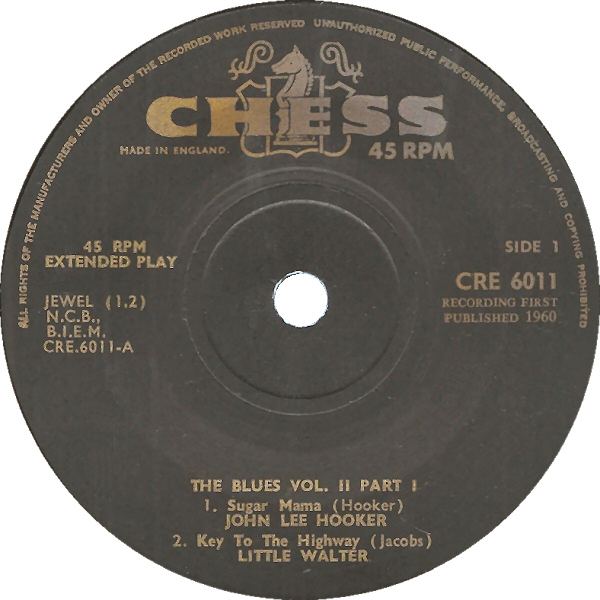 ALL RIGHTS OF THE MANUFACTURERS AND OWNER OF THE RECORDED WORK RESERVED UNAUTHORIZED PUBLIC PERFORMANCE, BROADCASTING AND COPYING PROHIBITED
CHESS
MADE IN ENGLAND.
45 RPM
45 RPM
EXTENDED PLAY
SIDE 1
CRE 6011
RECORDING FIRST
PUBLISHED 1960
JEWEL (1,2)
N.C.B.,
B.I.E.M.
CRE.6011-A
THE BLUES VOL. II PART I
1. Sugar Mama (Hooker)
JOHN LEE HOOKER
2. Key To The Highway (Jacobs)
LITTLE WALTER